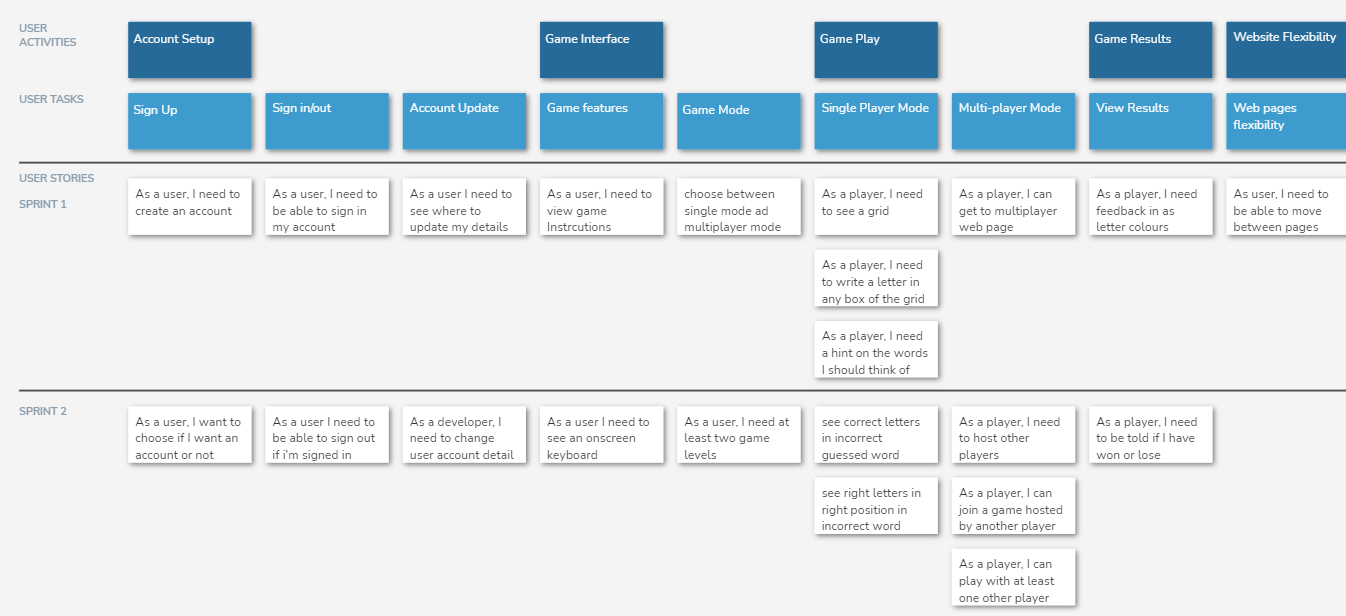 USER
ACTIVITIES
Account Setup
Game Interface
Game Play
Game Results
Website Flexibility
USER TASKS
Sign Up
Sign in/out
Account Update
Game features
Game Mode
Single Player Mode
Multi-player Mode
View Results
Web pages
flexibility
USER STORIES
SPRINT 1
As a user, I need to
create an account
As a user, I need to
be able to sign in
my account
As a user I need to
see where to
update my details
As a user, I need to
view game
Instrcutions
choose between
single mode ad
multiplayer mode
As a player, I need
to see a grid
As a player, I can
get to multiplayer
web page
As a player, I need
feedback in as
letter colours
As user, I need to
be able to move
between pages
As a player, I need
to write a letter in
any box of the grid
As a player, I need
a hint on the words
I should think of
SPRINT 2
As a user, I want to
choose if I want an
account or not
As a user I need to
be able to sign out
if i'm signed in
As a developer, I
need to change
user account detail
As a user I need to
see an onscreen
keyboard
As a user, I need at
least two game
levels
see correct letters
in incorrect
guessed word
As a player, I need
to host other
players
As a player, I need
to be told if I have
won or lose
see right letters in
right position in
incorrect word
As a player, I can
join a game hosted
by another player
As a player, I can
play with at least
one other player